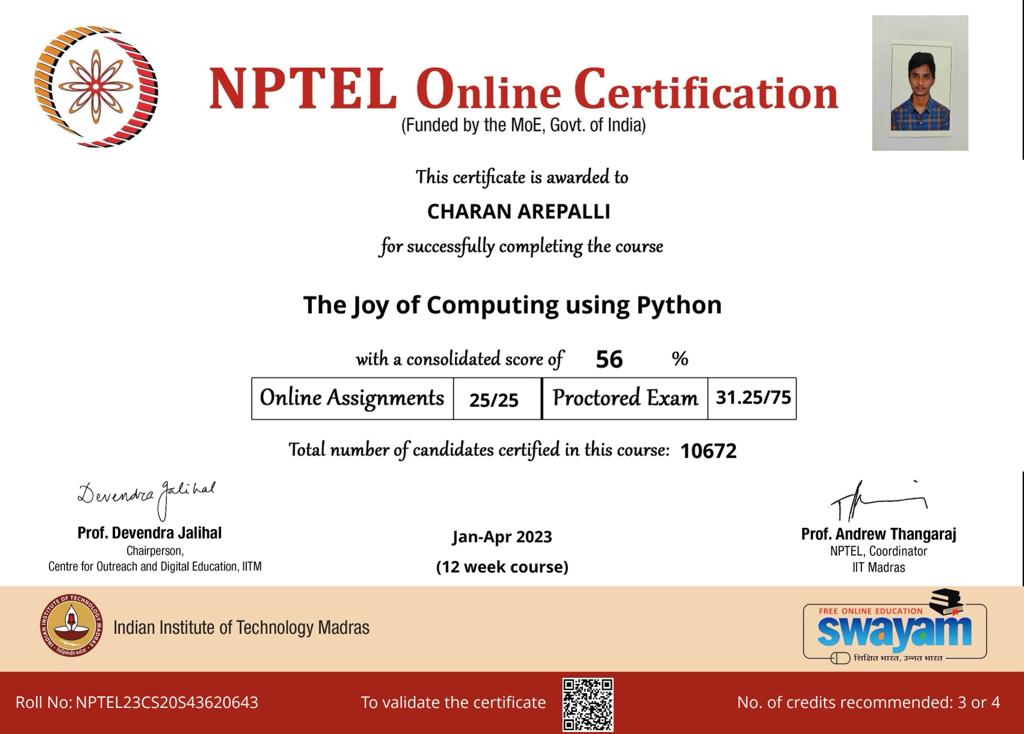 NPTEL Online Certification
(Funded by the MoE, Govt. of India)
This certificate is awarded to
CHARAN AREPALLI
for successfully completing the course
The Joy of Computing using Python
with a consolidated score of 56 %
Online Assignments 25/25 Proctored Exam 31.25/75
Total number of candidates certified in this course: 10672
Devendra Jalihal
Prof. Devendra Jalihal
Chairperson,
Centre for Outreach and Digital Education, IITM
Jan-Apr 2023
(12 week course)
Prof. Andrew Thangaraj
NPTEL, Coordinator
IIT Madras
INDIAN INSTITUTE OF TECHNOLOGY MADRAS
Indian Institute of Technology Madras
FREE ONLINE EDUCATION
swayam
शिक्षित भारत, उन्नत भारत
Roll No: NPTEL23CS20S43620643
To validate the certificate
No. of credits recommended: 3 or 4